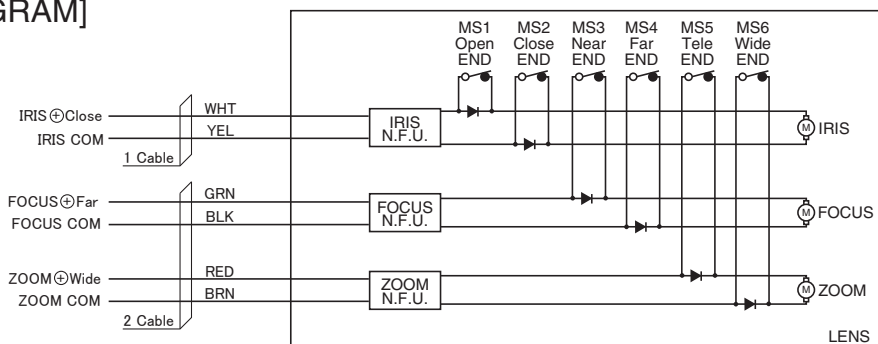 GRAM]
MS1 MS2 MS3 MS4 MS5 MS6
Open Close Near Far Tele Wide
END END END END END END
IRIS⊕Close WHT
IRIS COM YEL
1 Cable
IRIS
N.F.U.
M IRIS
FOCUS⊕Far GRN
FOCUS COM BLK
FOCUS
N.F.U.
M FOCUS
ZOOM⊕Wide RED
ZOOM COM BRN
2 Cable
ZOOM
N.F.U.
M ZOOM
LENS